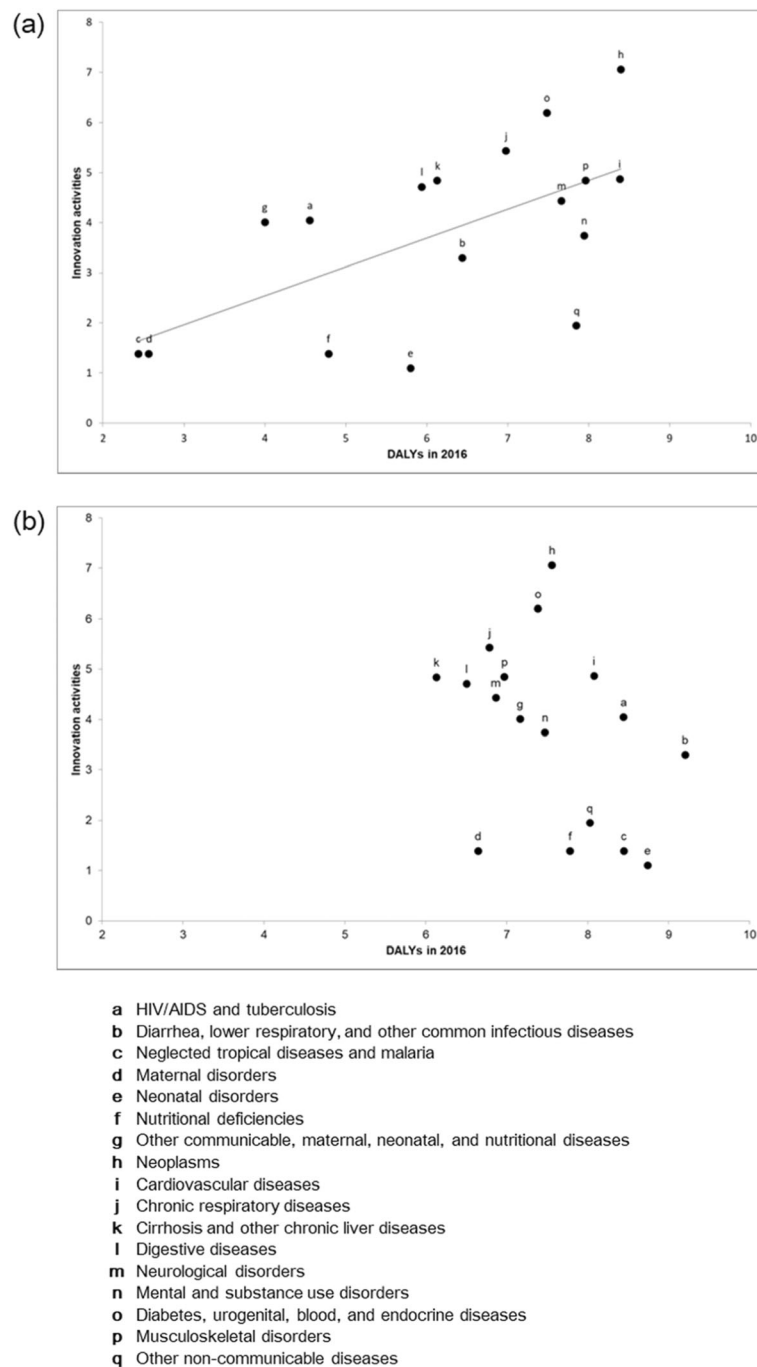 (a)
8
7
6
5
4
3
2
1
0
Innovation activities
h
o
j
p i
l k
m
g a
n
b
q
c d
f
e
2 3 4 5 6 7 8 9 10
DALYs in 2016
(b)
8
7
6
5
4
3
2
1
0
Innovation activities
h
o
j
k l p i
m
g a
n
b
q
d f c
e
2 3 4 5 6 7 8 9 10
DALYs in 2016
a HIV/AIDS and tuberculosis
b Diarrhea, lower respiratory, and other common infectious diseases
c Neglected tropical diseases and malaria
d Maternal disorders
e Neonatal disorders
f Nutritional deficiencies
g Other communicable, maternal, neonatal, and nutritional diseases
h Neoplasms
i Cardiovascular diseases
j Chronic respiratory diseases
k Cirrhosis and other chronic liver diseases
l Digestive diseases
m Neurological disorders
n Mental and substance use disorders
o Diabetes, urogenital, blood, and endocrine diseases
p Musculoskeletal disorders
q Other non-communicable diseases